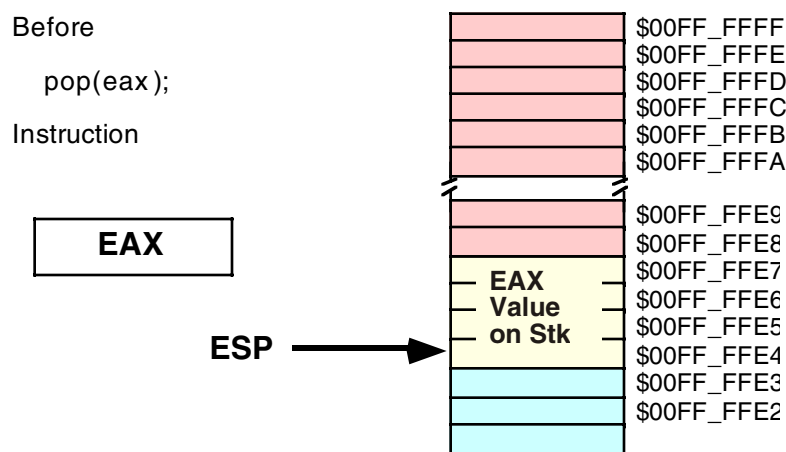 Before
pop(eax);
Instruction
EAX
ESP
EAX
Value
on Stk
$00FF_FFFF
$00FF_FFFE
$00FF_FFFD
$00FF_FFFC
$00FF_FFFB
$00FF_FFFA
$00FF_FFE9
$00FF_FFE8
$00FF_FFE7
$00FF_FFE6
$00FF_FFE5
$00FF_FFE4
$00FF_FFE3
$00FF_FFE2